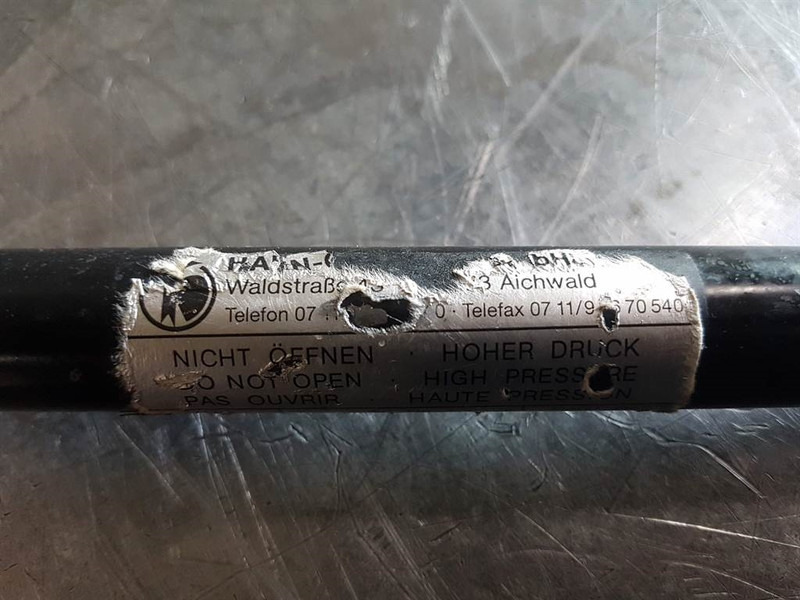 Waldstraße Aichwald
Telefon 07 0 · Telefax 07 11/9 70 540
NICHT ÖFFNEN · HOHER DRUCK
DO NOT OPEN · HIGH PRESSURE
PAS OUVRIR · HAUTE PRESSION